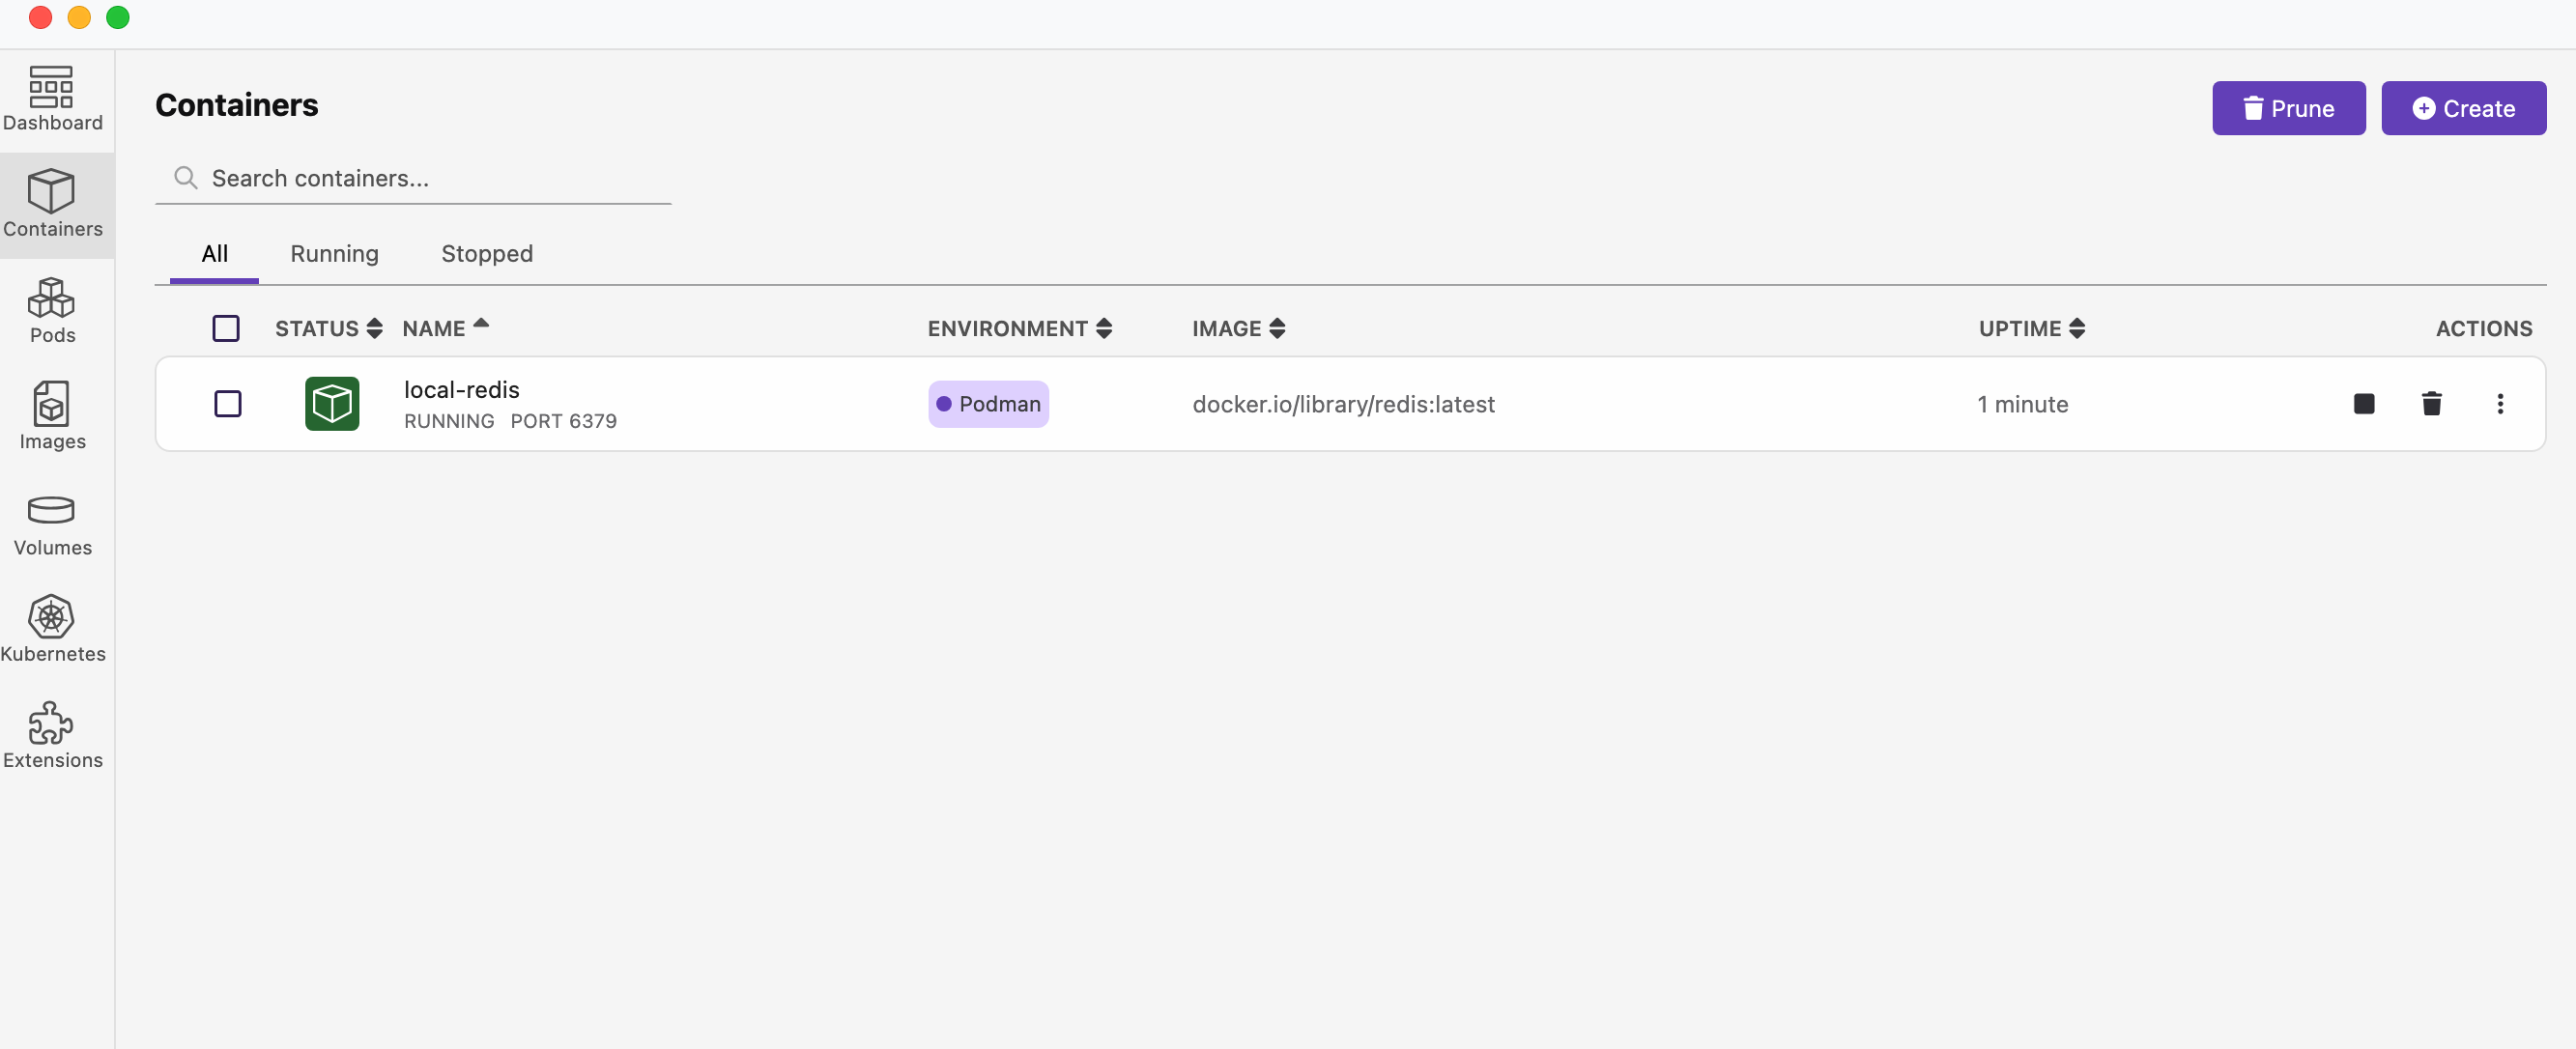 Dashboard
Containers
Pods
Images
Volumes
Kubernetes
Extensions
Containers
Prune
Create
Search containers...
All Running Stopped
STATUS NAME ENVIRONMENT IMAGE UPTIME ACTIONS
local-redis
RUNNING PORT 6379
Podman
docker.io/library/redis:latest
1 minute